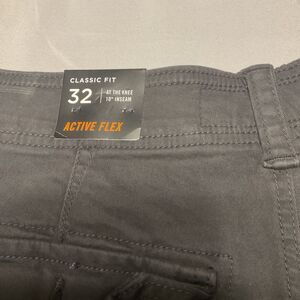 CLASSIC FIT
32
AT THE KNEE
10" INSEAM
ACTIVE FLEX